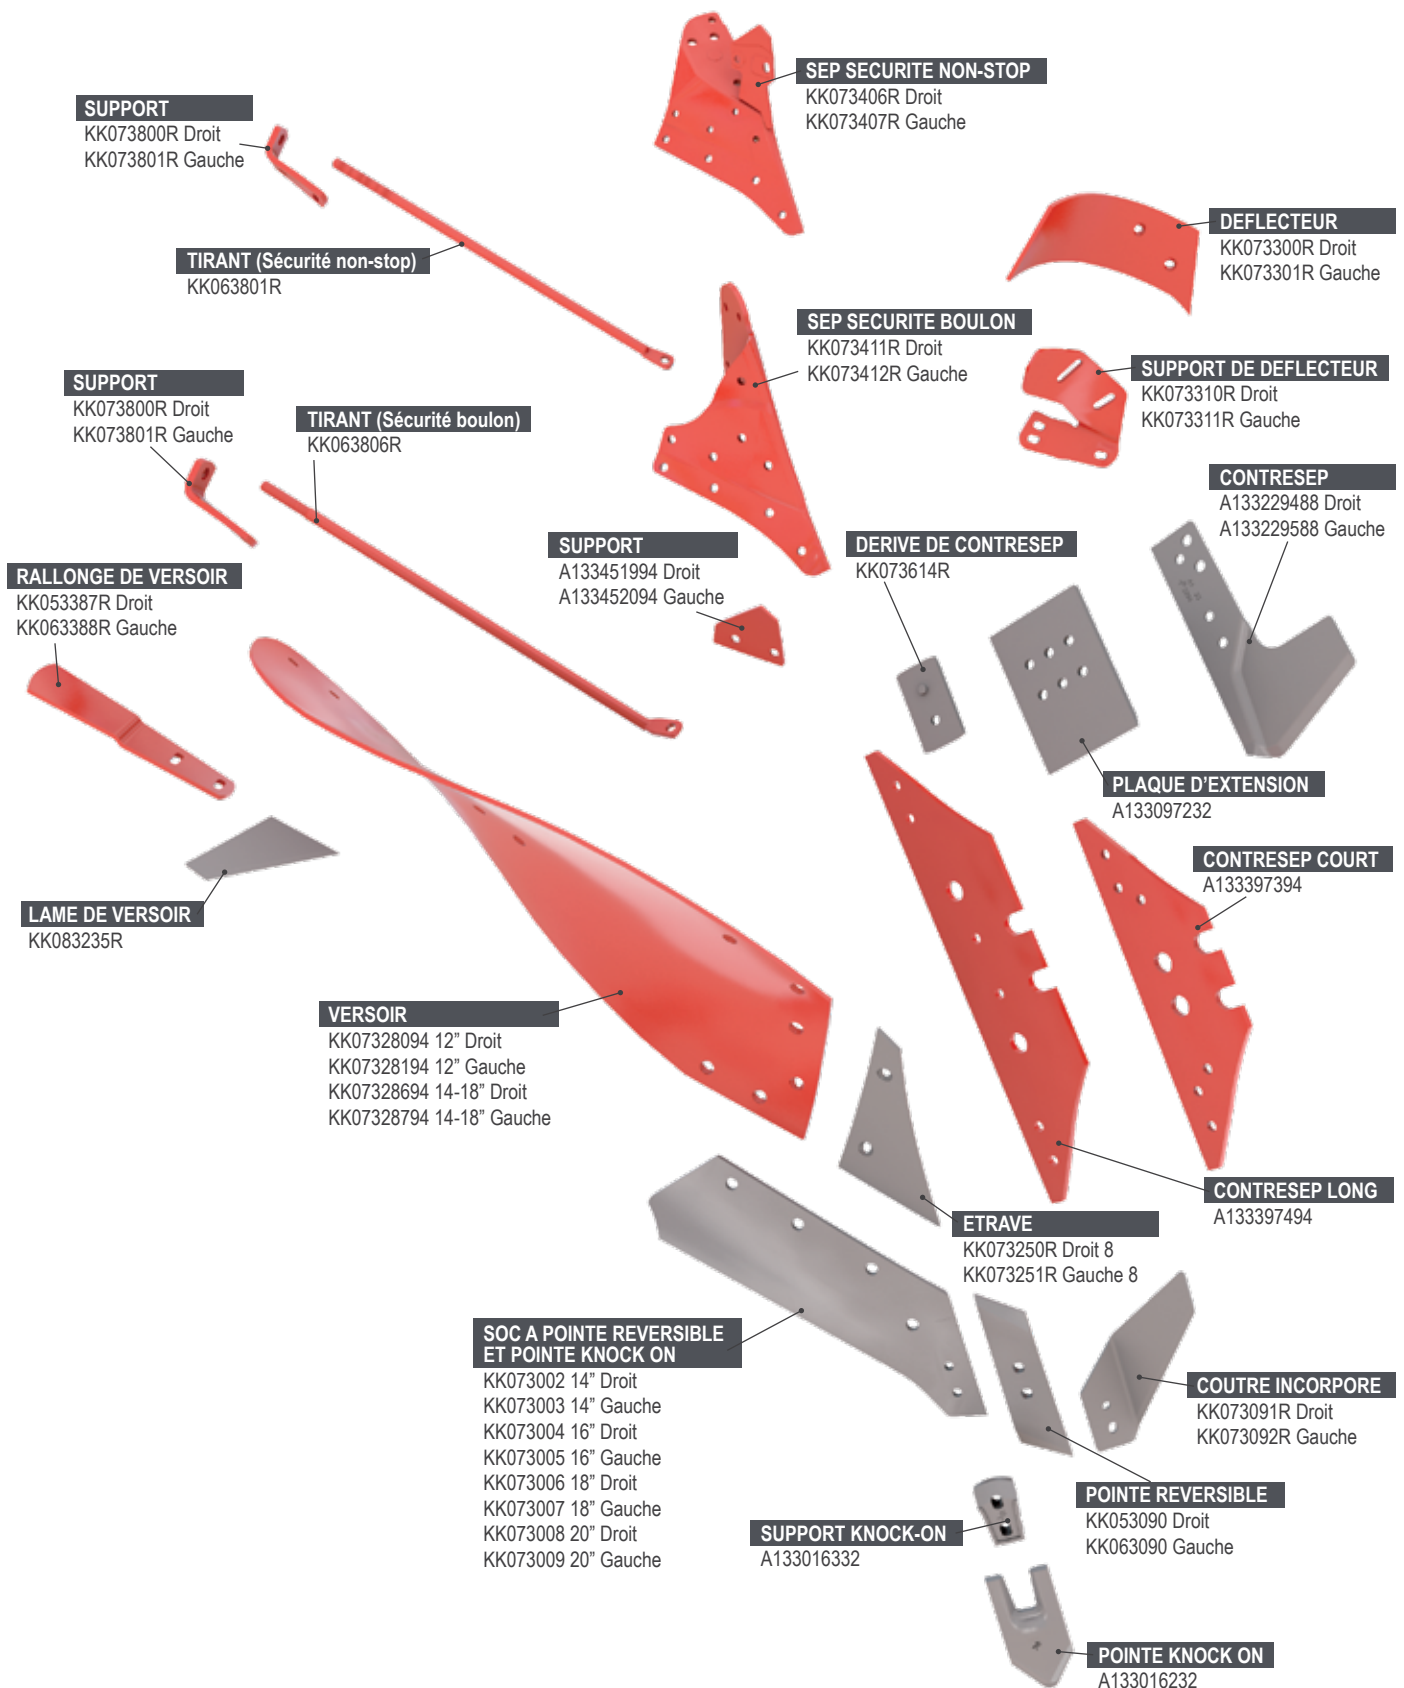 SEP SECURITE NON-STOP
KK073406R Droit
KK073407R Gauche
SUPPORT
KK073800R Droit
KK073801R Gauche
DEFLECTEUR
KK073300R Droit
KK073301R Gauche
TIRANT (Sécurité non-stop)
KK063801R
SEP SECURITE BOULON
KK073411R Droit
KK073412R Gauche
SUPPORT DE DEFLECTEUR
KK073310R Droit
KK073311R Gauche
SUPPORT
KK073800R Droit
KK073801R Gauche
TIRANT (Sécurité boulon)
KK063806R
CONTRESEP
A133229488 Droit
A133229588 Gauche
SUPPORT
A133451994 Droit
A133452094 Gauche
DERIVE DE CONTRESEP
KK073614R
RALLONGE DE VERSOIR
KK053387R Droit
KK063388R Gauche
PLAQUE D'EXTENSION
A133097232
CONTRESEP COURT
A133397394
LAME DE VERSOIR
KK083235R
VERSOIR
KK07328094 12” Droit
KK07328194 12” Gauche
KK07328694 14-18” Droit
KK07328794 14-18” Gauche
CONTRESEP LONG
A133397494
ETRAVE
KK073250R Droit 8
KK073251R Gauche 8
SOC A POINTE REVERSIBLE
ET POINTE KNOCK ON
KK073002 14” Droit
KK073003 14” Gauche
KK073004 16” Droit
KK073005 16” Gauche
KK073006 18” Droit
KK073007 18” Gauche
KK073008 20” Droit
KK073009 20” Gauche
COUTRE INCORPORE
KK073091R Droit
KK073092R Gauche
POINTE REVERSIBLE
KK053090 Droit
KK063090 Gauche
SUPPORT KNOCK-ON
A133016332
POINTE KNOCK ON
A133016232